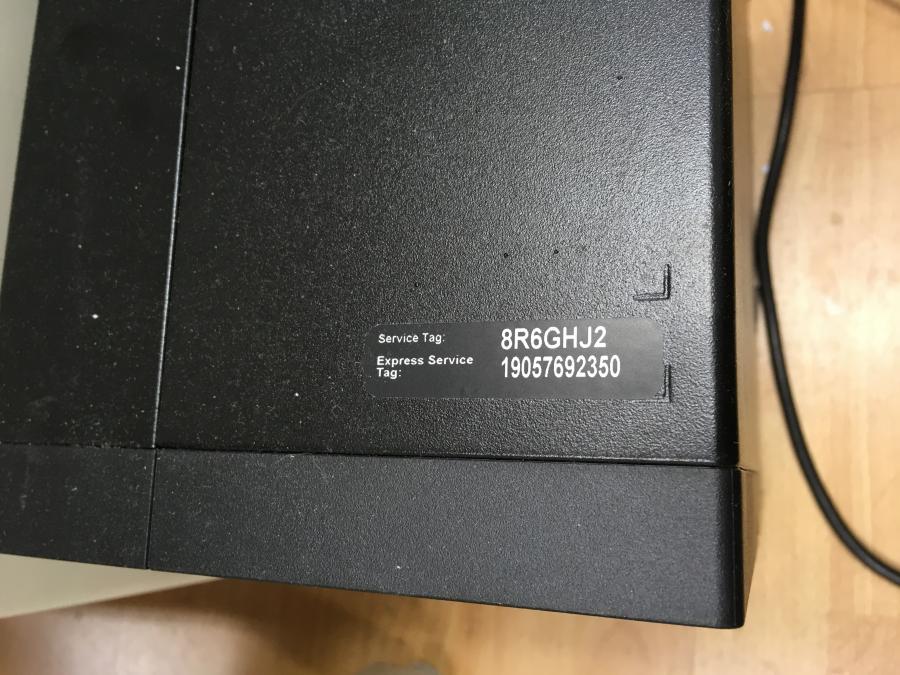 Service Tag: 8R6GHJ2
Express Service Tag: 19057692350